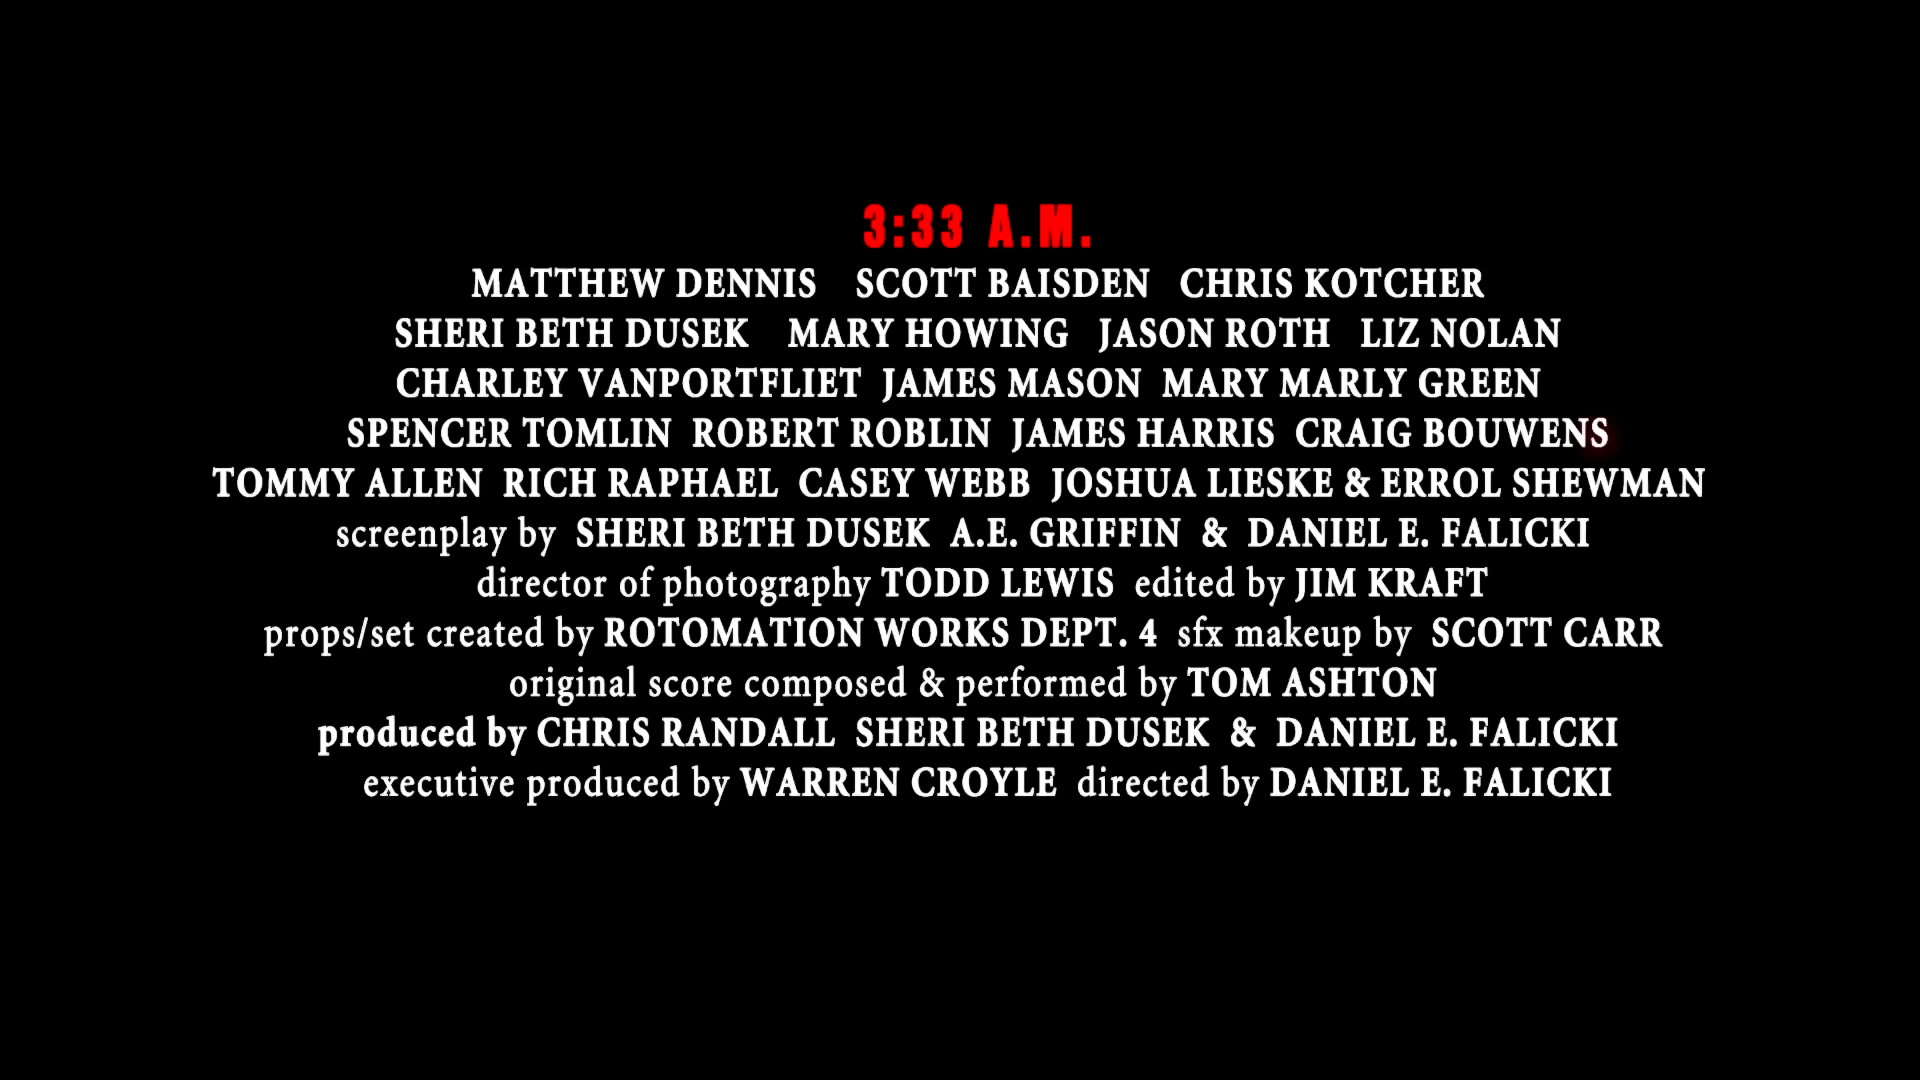 3:33 A.M.
MATTHEW DENNIS SCOTT BAISDEN CHRIS KOTCHER
SHERI BETH DUSEK MARY HOWING JASON ROTH LIZ NOLAN
CHARLEY VANPORTFLIET JAMES MASON MARY MARLY GREEN
SPENCER TOMLIN ROBERT ROBLIN JAMES HARRIS CRAIG BOUWENS
TOMMY ALLEN RICH RAPHAEL CASEY WEBB JOSHUA LIESKE & ERROL SHEWMAN
screenplay by SHERI BETH DUSEK A.E. GRIFFIN & DANIEL E. FALICKI
director of photography TODD LEWIS edited by JIM KRAFT
props/set created by ROTOMATION WORKS DEPT. 4 sfx makeup by SCOTT CARR
original score composed & performed by TOM ASHTON
produced by CHRIS RANDALL SHERI BETH DUSEK & DANIEL E. FALICKI
executive produced by WARREN CROYLE directed by DANIEL E. FALICKI